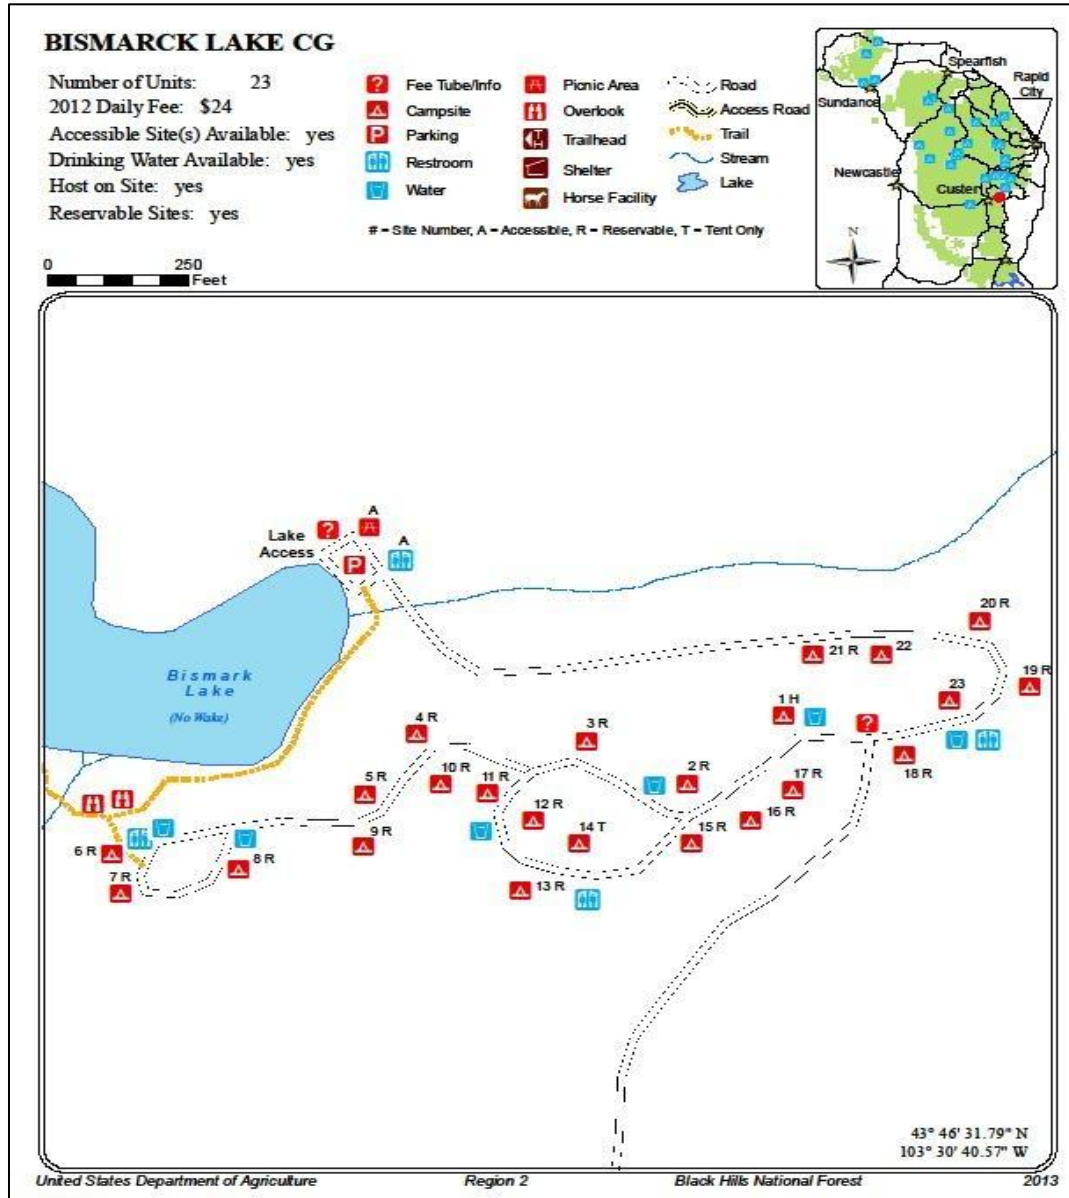 BISMARCK LAKE CG
Number of Units: 23
2012 Daily Fee: $24
Accessible Site(s) Available: yes
Drinking Water Available: yes
Host on Site: yes
Reservable Sites: yes
? Fee Tube/Info
Campsite
P Parking
Restroom
Water
Picnic Area
Overlook
TH Trailhead
Shelter
Horse Facility
Road
Access Road
Trail
Stream
Lake
# - Site Number, A - Accessible, R - Reservable, T - Tent Only
Spearfish
Rapid
City
Sundance
Newcastle
Custer
N
0 250
Feet
A
?
Lake
Access
A
P
20 R
21 R
22
19 R
Bismark
Lake
(No Wake)
23
4 R
3 R
1 H
?
18 R
5 R
10 R
11 R
2 R
17 R
12 R
16 R
9 R
14 T
15 R
6 R
8 R
7 R
13 R
43° 46' 31.79" N
103° 30' 40.57" W
United States Department of Agriculture Region 2 Black Hills National Forest 2013